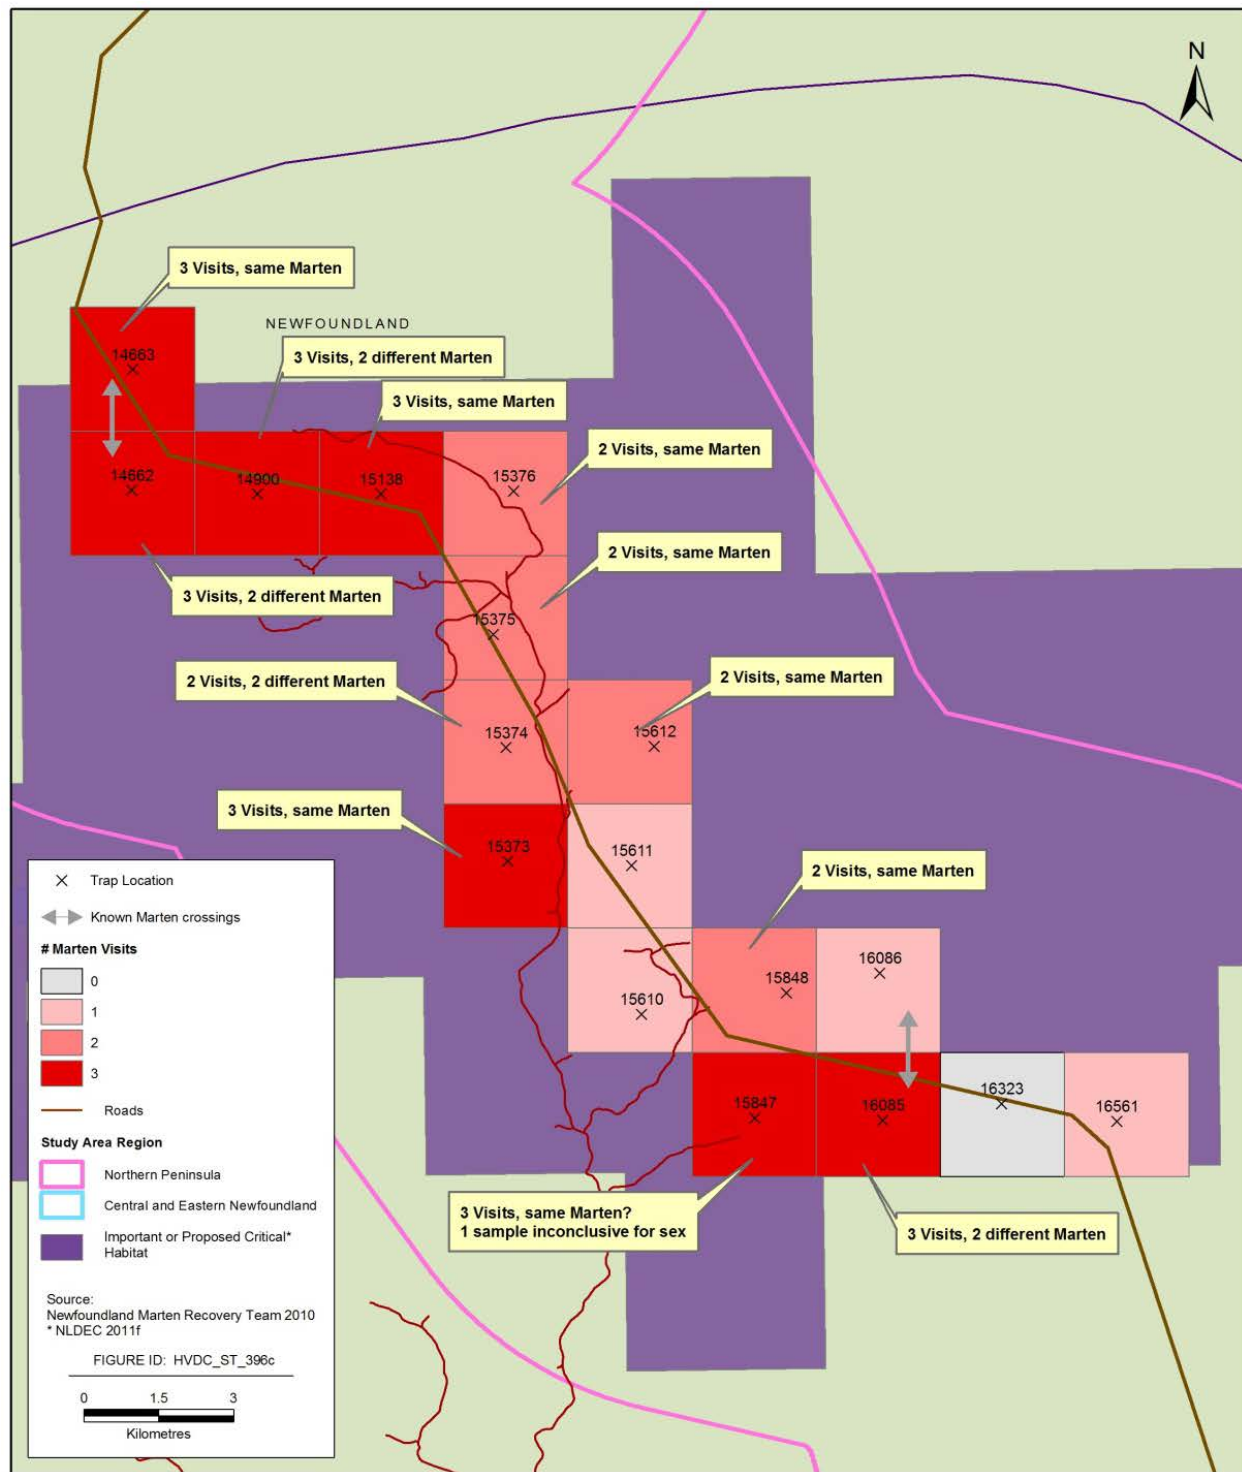 N
3 Visits, same Marten
NEWFOUNDLAND
14663
3 Visits, 2 different Marten
3 Visits, same Marten
2 Visits, same Marten
14662
14900
15138
15376
2 Visits, same Marten
3 Visits, 2 different Marten
15375
2 Visits, 2 different Marten
2 Visits, same Marten
15374
15612
3 Visits, same Marten
15373
15611
2 Visits, same Marten
16086
15848
15610
16323
15847
16085
16561
3 Visits, same Marten?
1 sample inconclusive for sex
3 Visits, 2 different Marten
Trap Location
Known Marten crossings
# Marten Visits
0
1
2
3
Roads
Study Area Region
Northern Peninsula
Central and Eastern Newfoundland
Important or Proposed Critical*
Habitat
Source:
Newfoundland Marten Recovery Team 2010
* NLDEC 2011f
FIGURE ID: HVDC_ST_396c
0 1.5 3
Kilometres